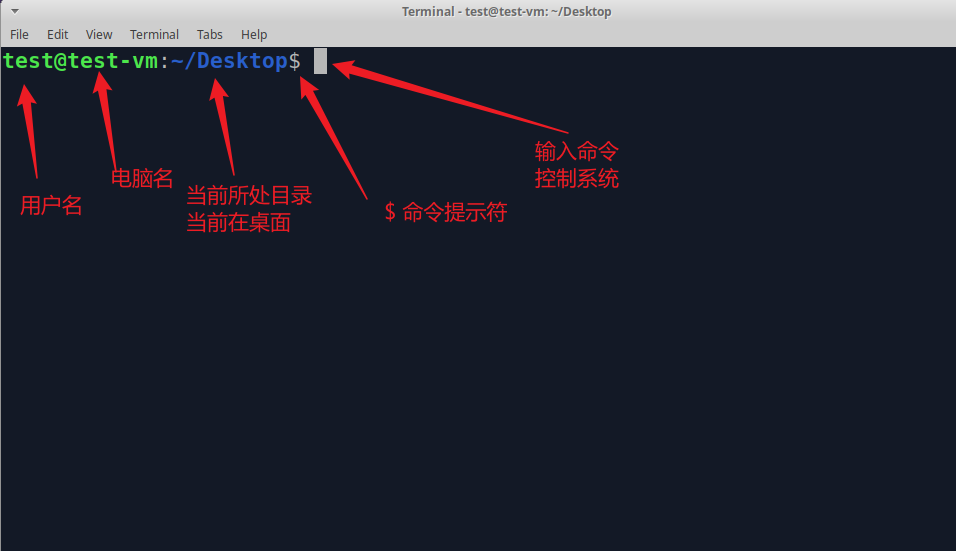 Terminal - test@test-vm: ~/Desktop
File Edit View Terminal Tabs Help
test@test-vm:~/Desktop$
输入命令
控制系统
电脑名
当前所处目录
用户名
$ 命令提示符
当前在桌面